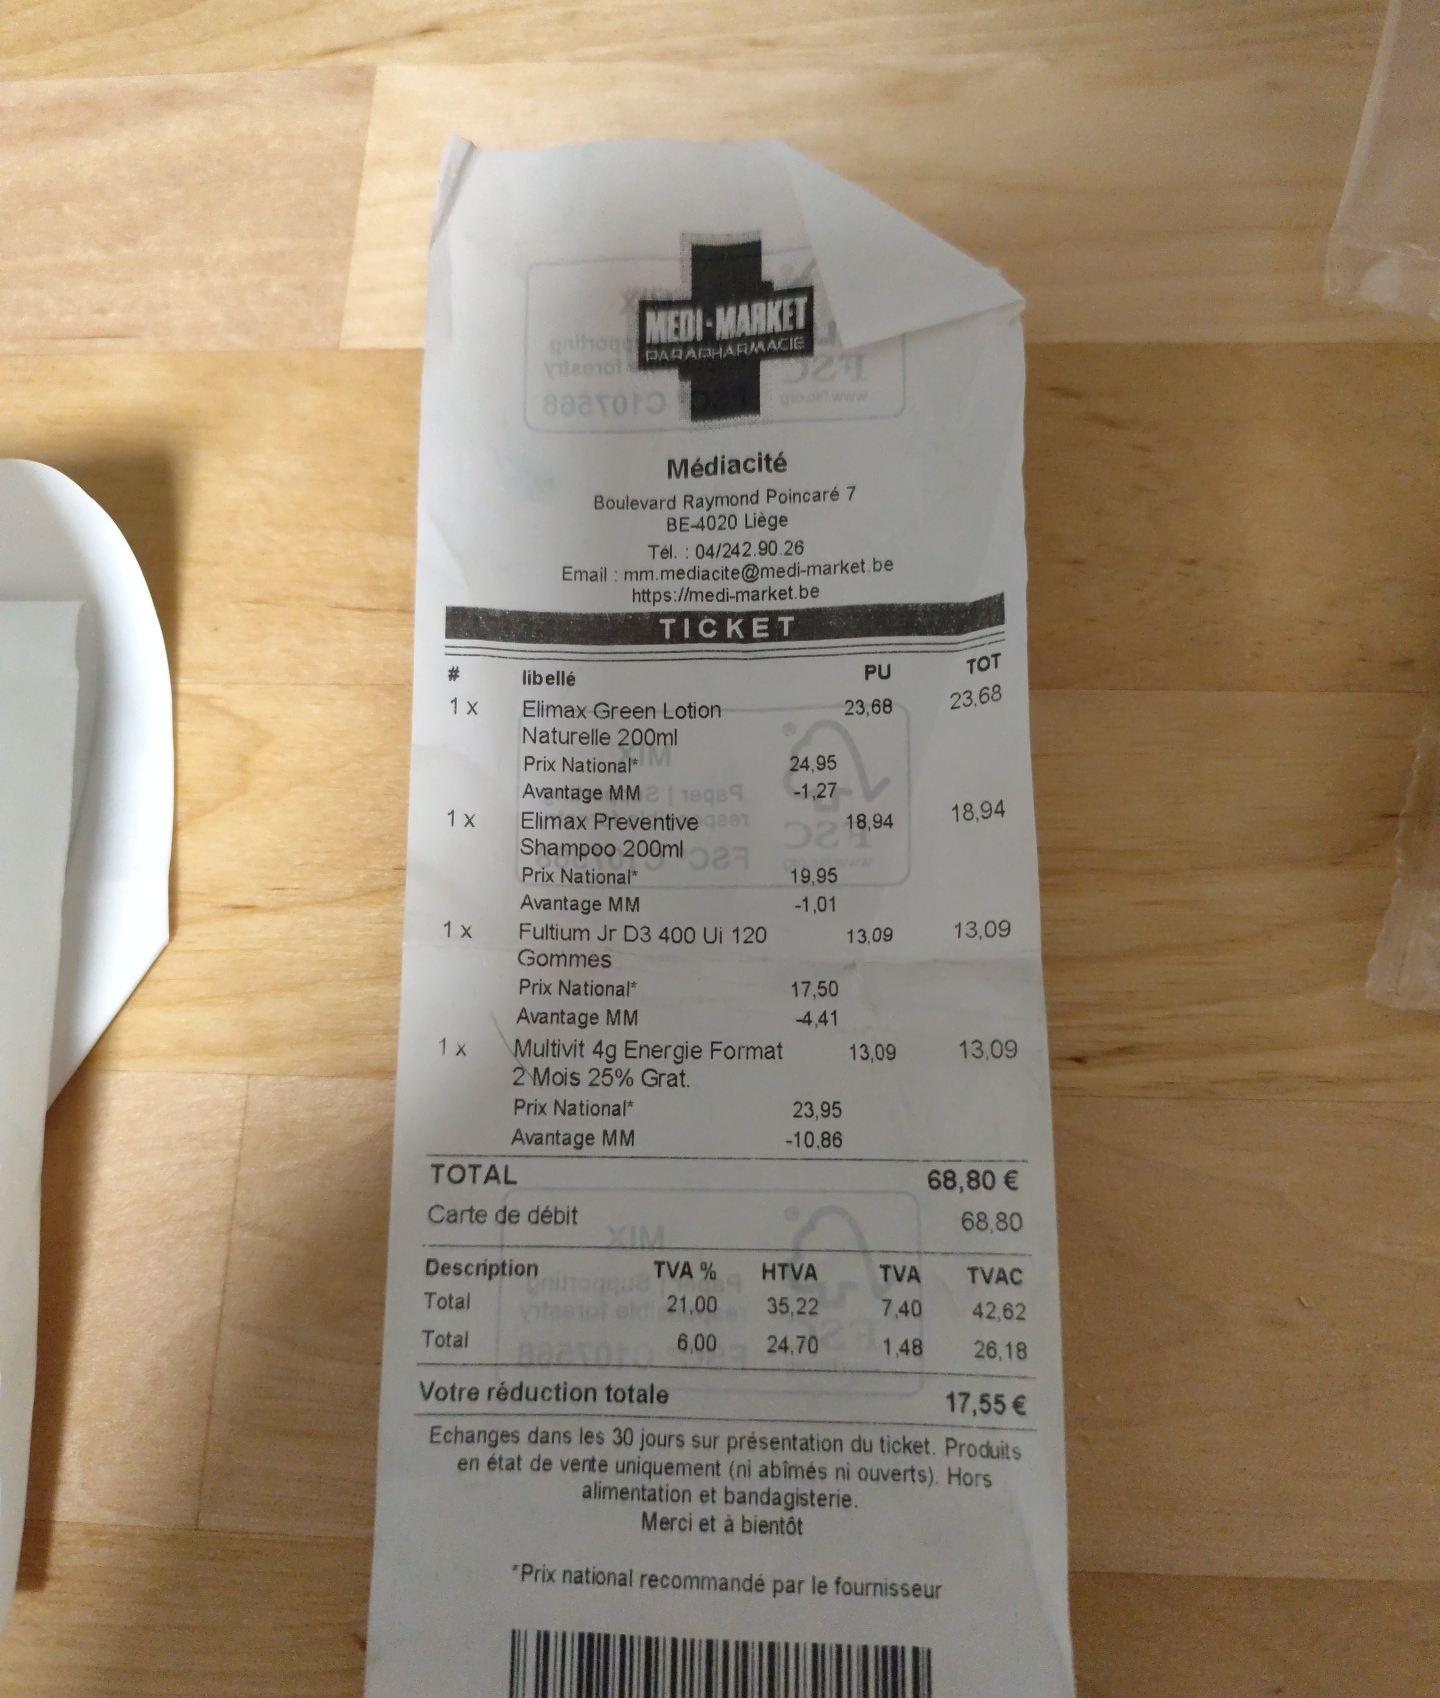 MEDI-MARKET
PARAPHARMACIE
Médiacité
Boulevard Raymond Poincaré 7
BE-4020 Liège
Tél. : 04/242.90.26
Email : mm.mediacite@medi-market.be
https://medi-market.be
TICKET
# libellé PU TOT
1 x Elimax Green Lotion 23,68 23,68
Naturelle 200ml
Prix National* 24,95
Avantage MM -1,27
1 x Elimax Preventive 18,94 18,94
Shampoo 200ml
Prix National* 19,95
Avantage MM -1,01
1 x Fultium Jr D3 400 Ui 120 13,09 13,09
Gommes
Prix National* 17,50
Avantage MM -4,41
1 x Multivit 4g Energie Format 13,09 13,09
2 Mois 25% Grat.
Prix National* 23,95
Avantage MM -10,86
TOTAL 68,80 €
Carte de débit 68,80
Description TVA % HTVA TVA TVAC
Total 21,00 35,22 7,40 42,62
Total 6,00 24,70 1,48 26,18
Votre réduction totale 17,55 €
Echanges dans les 30 jours sur présentation du ticket. Produits
en état de vente uniquement (ni abîmés ni ouverts). Hors
alimentation et bandagisterie.
Merci et à bientôt
*Prix national recommandé par le fournisseur